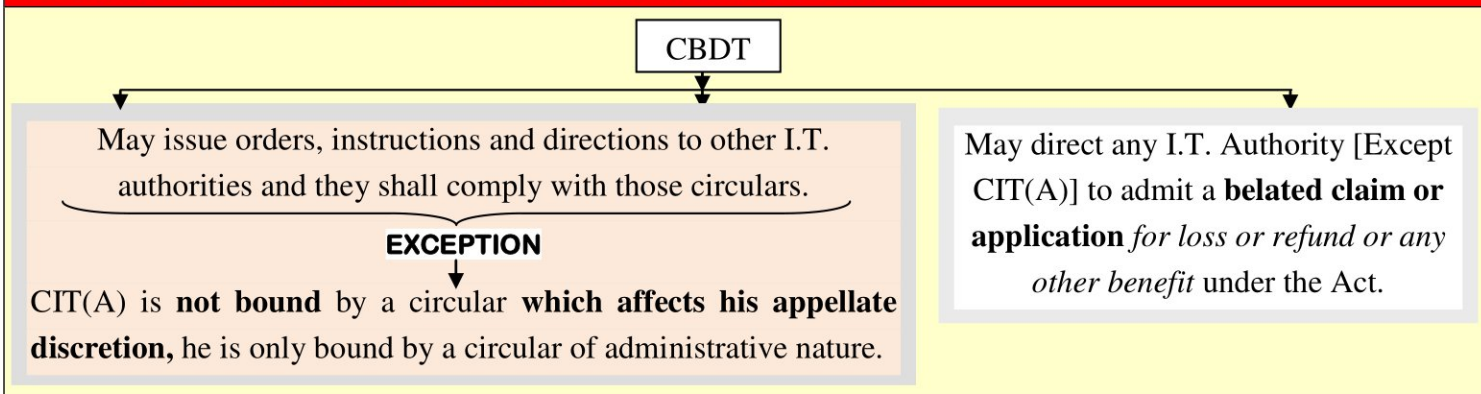 CBDT
May issue orders, instructions and directions to other I.T.
authorities and they shall comply with those circulars.
EXCEPTION
CIT(A) is not bound by a circular which affects his appellate
discretion, he is only bound by a circular of administrative nature.
May direct any I.T. Authority [Except
CIT(A)] to admit a belated claim or
application for loss or refund or any
other benefit under the Act.